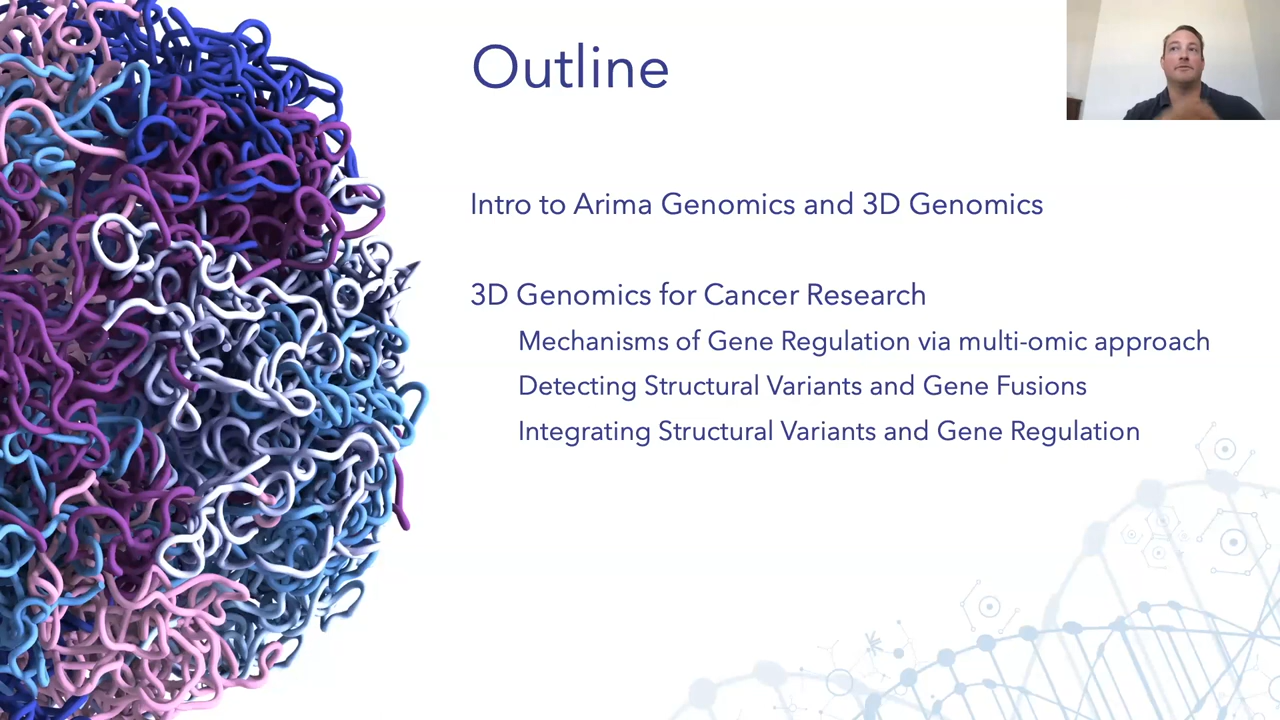 Outline
Intro to Arima Genomics and 3D Genomics
3D Genomics for Cancer Research
Mechanisms of Gene Regulation via multi-omic approach
Detecting Structural Variants and Gene Fusions
Integrating Structural Variants and Gene Regulation